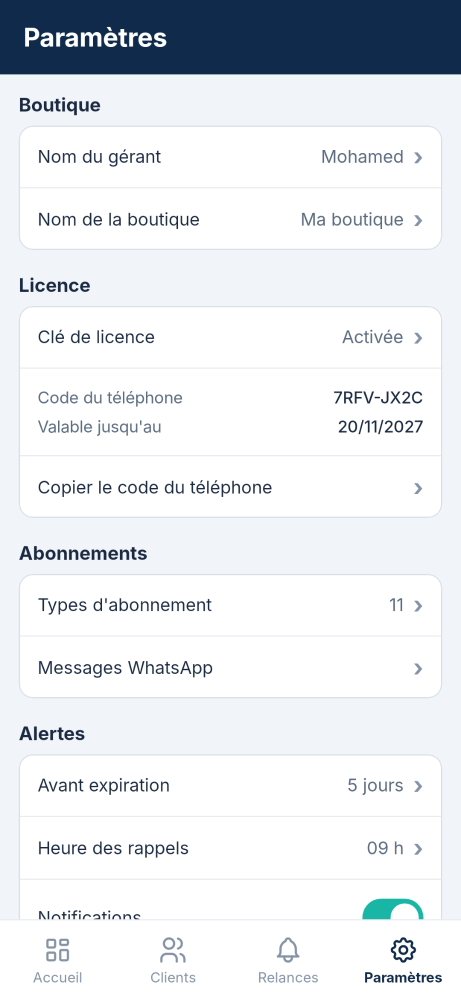 Paramètres
Boutique
Nom du gérant Mohamed
Nom de la boutique Ma boutique
Licence
Clé de licence Activée
Code du téléphone 7RFV-JX2C
Valable jusqu'au 20/11/2027
Copier le code du téléphone
Abonnements
Types d'abonnement 11
Messages WhatsApp
Alertes
Avant expiration 5 jours
Heure des rappels 09 h
Notifications
Accueil Clients Relances Paramètres